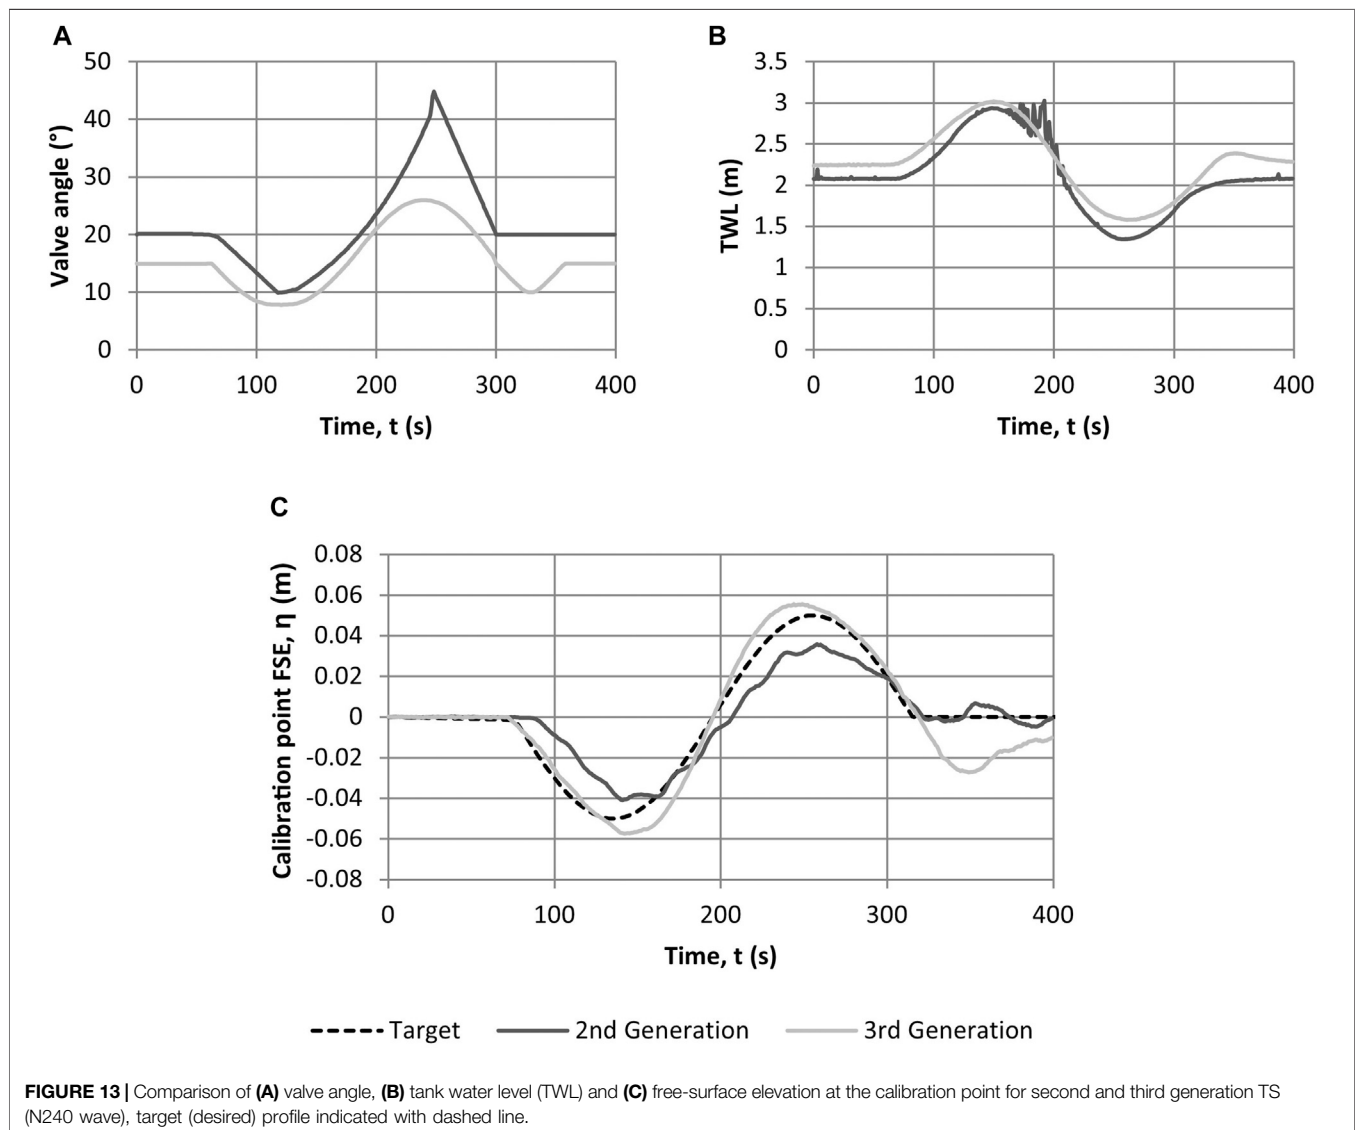 A
50
40
30
20
10
0
Valve angle (°)
0 100 200 300 400
Time, t (s)
B
3.5
3
2.5
2
1.5
1
0.5
0
TWL (m)
0 100 200 300 400
Time, t (s)
C
0.08
0.06
0.04
0.02
0
-0.02
-0.04
-0.06
-0.08
Calibration point FSE, η (m)
0 100 200 300 400
Time, t (s)
Target 2nd Generation 3rd Generation
FIGURE 13 | Comparison of (A) valve angle, (B) tank water level (TWL) and (C) free-surface elevation at the calibration point for second and third generation TS
(N240 wave), target (desired) profile indicated with dashed line.